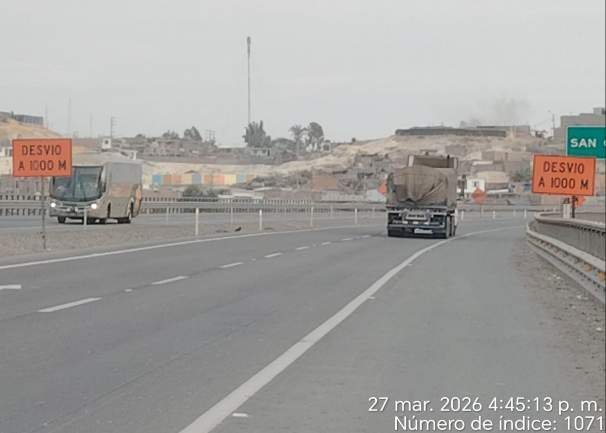 DESVIO
A 1000 M
SAN
DESVIO
A 1000 M
27 mar. 2026 4:45:13 p. m.
Número de índice: 1071